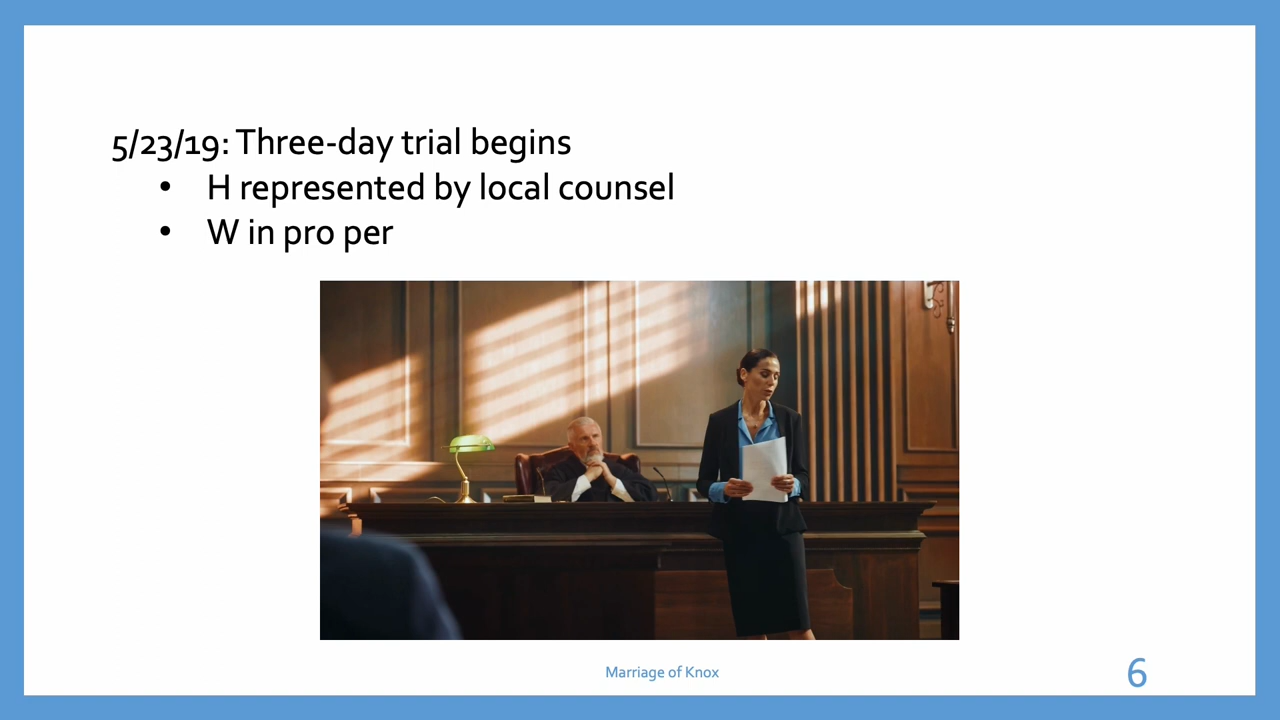 5/23/19: Three-day trial begins
• H represented by local counsel
• W in pro per
Marriage of Knox
6